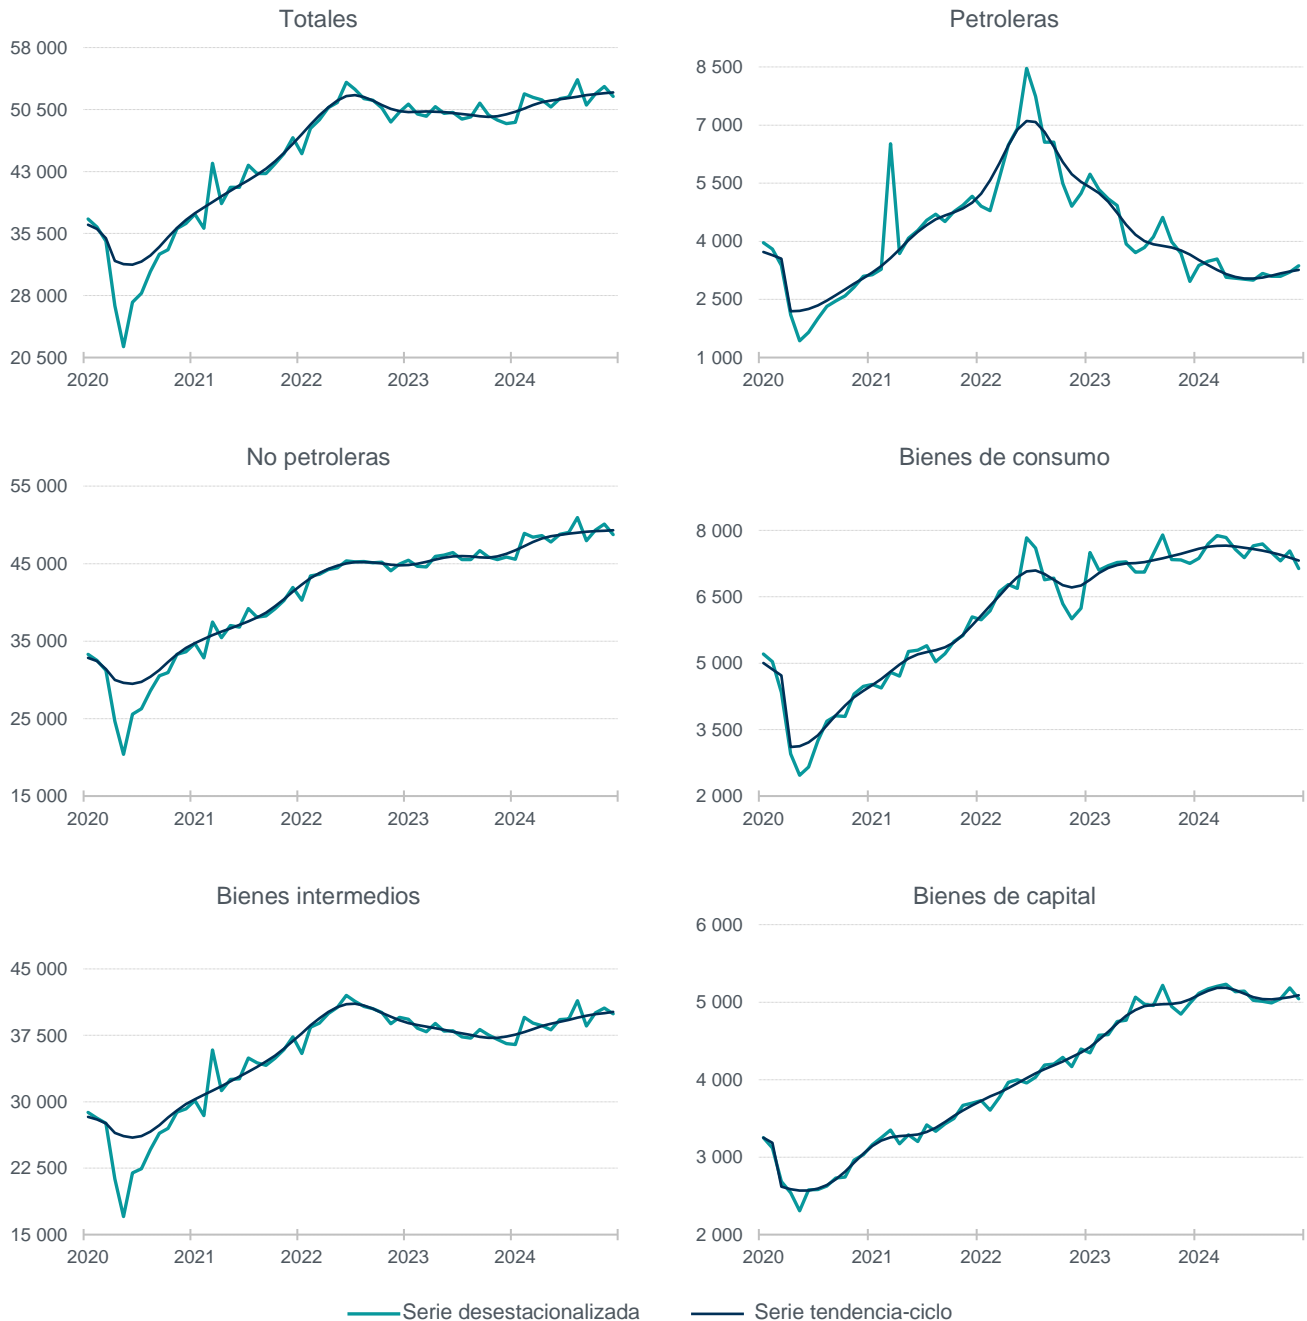 Totales
58 000
50 500
43 000
35 500
28 000
20 500
2020 2021 2022 2023 2024
Petroleras
8 500
7 000
5 500
4 000
2 500
1 000
2020 2021 2022 2023 2024
No petroleras
55 000
45 000
35 000
25 000
15 000
2020 2021 2022 2023 2024
Bienes de consumo
8 000
6 500
5 000
3 500
2 000
2020 2021 2022 2023 2024
Bienes intermedios
45 000
37 500
30 000
22 500
15 000
2020 2021 2022 2023 2024
Bienes de capital
6 000
5 000
4 000
3 000
2 000
2020 2021 2022 2023 2024
Serie desestacionalizada Serie tendencia-ciclo